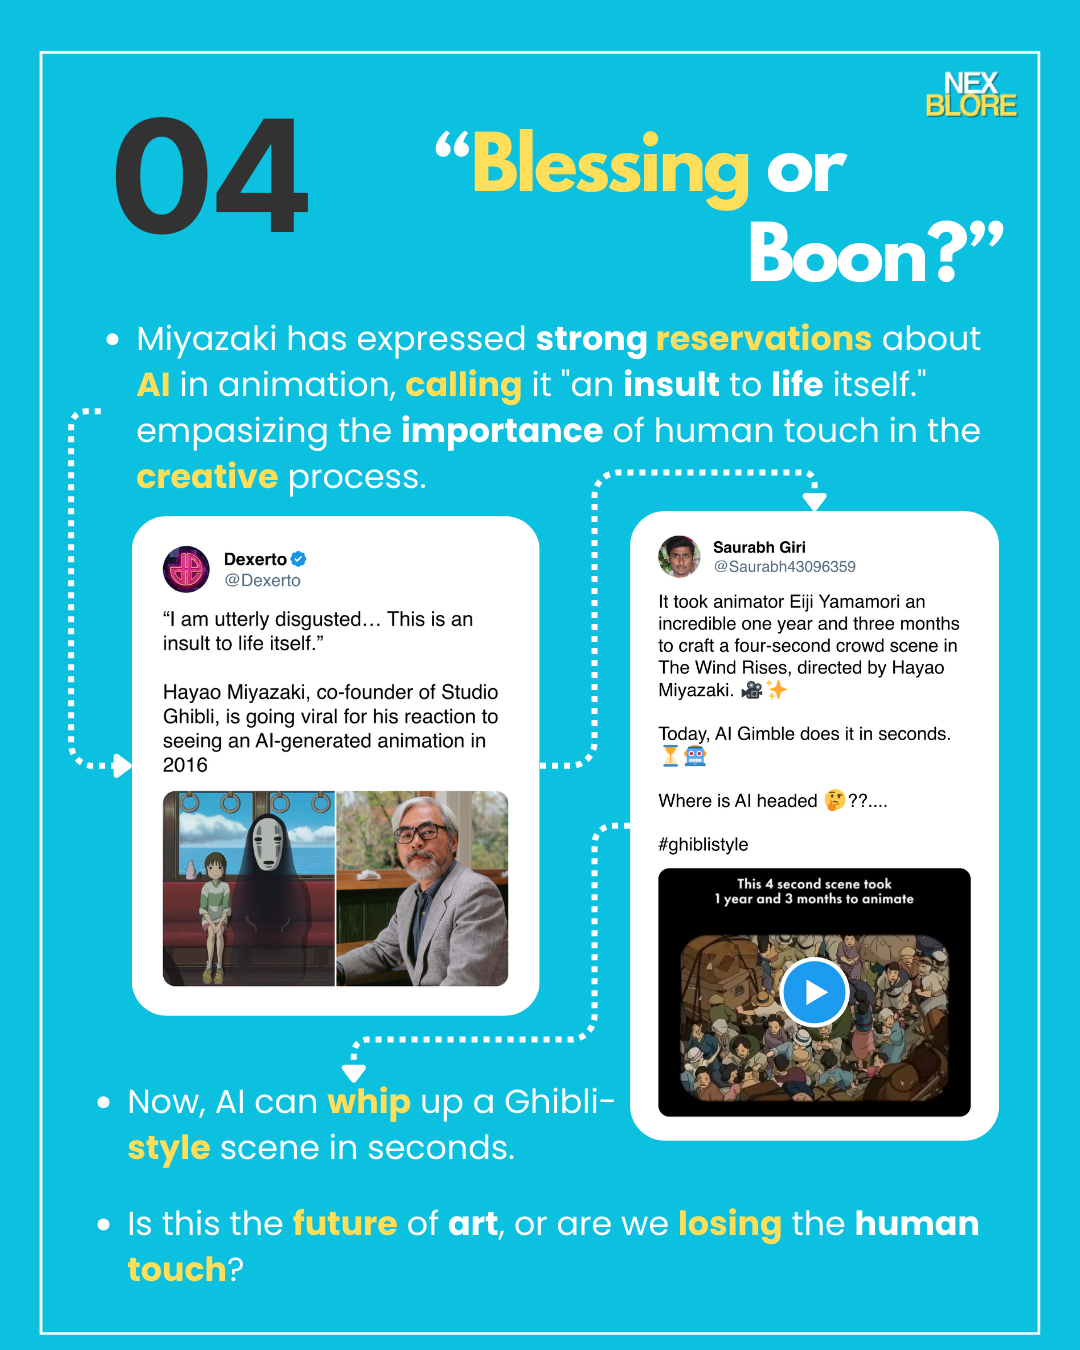 NEX
BLORE
04
“Blessing or
Boon?”
• Miyazaki has expressed strong reservations about
AI in animation, calling it "an insult to life itself."
empasizing the importance of human touch in the
creative process.
Dexerto
@Dexerto
“I am utterly disgusted… This is an
insult to life itself.”
Hayao Miyazaki, co-founder of Studio
Ghibli, is going viral for his reaction to
seeing an AI-generated animation in
2016
Saurabh Giri
@Saurabh43096359
It took animator Eiji Yamamori an
incredible one year and three months
to craft a four-second crowd scene in
The Wind Rises, directed by Hayao
Miyazaki. 🎥✨
Today, AI Gimble does it in seconds.
⏳🤖
Where is AI headed 🤔??....
#ghiblistyle
This 4 second scene took
1 year and 3 months to animate
• Now, AI can whip up a Ghibli-
style scene in seconds.
• Is this the future of art, or are we losing the human
touch?